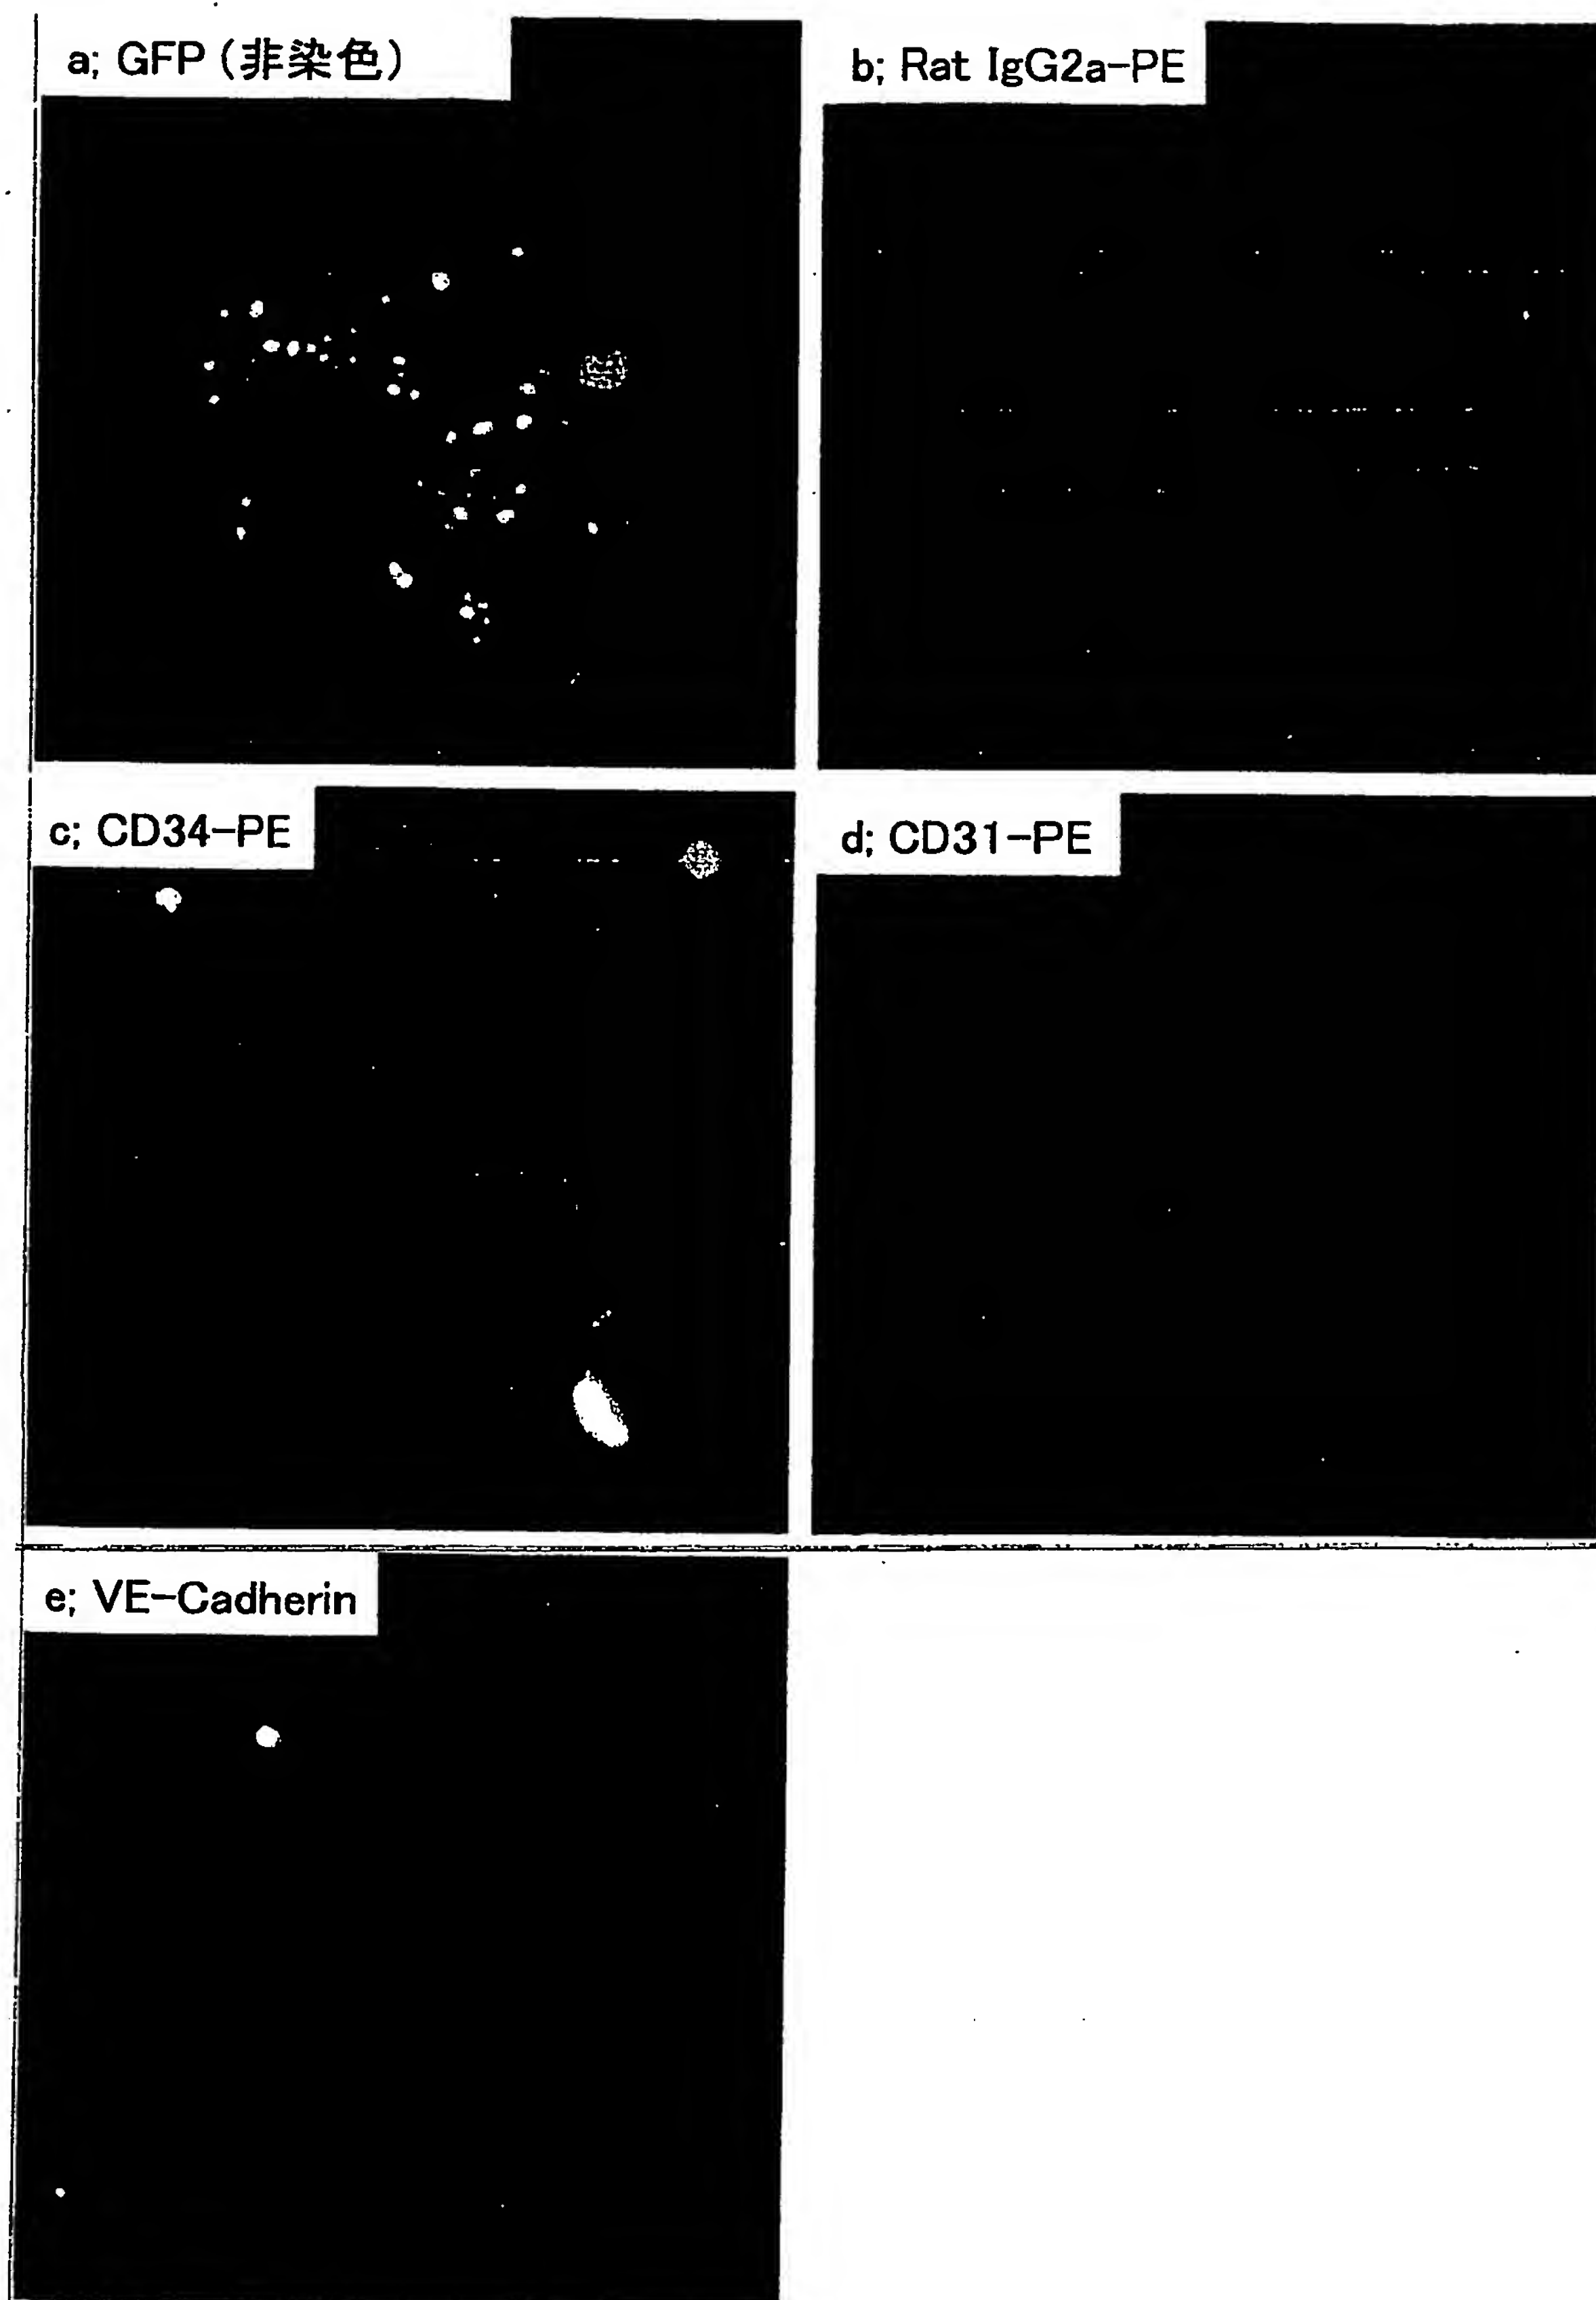 a; GFP (非染色)
b; Rat IgG2a-PE
c; CD34-PE
d; CD31-PE
e; VE-Cadherin